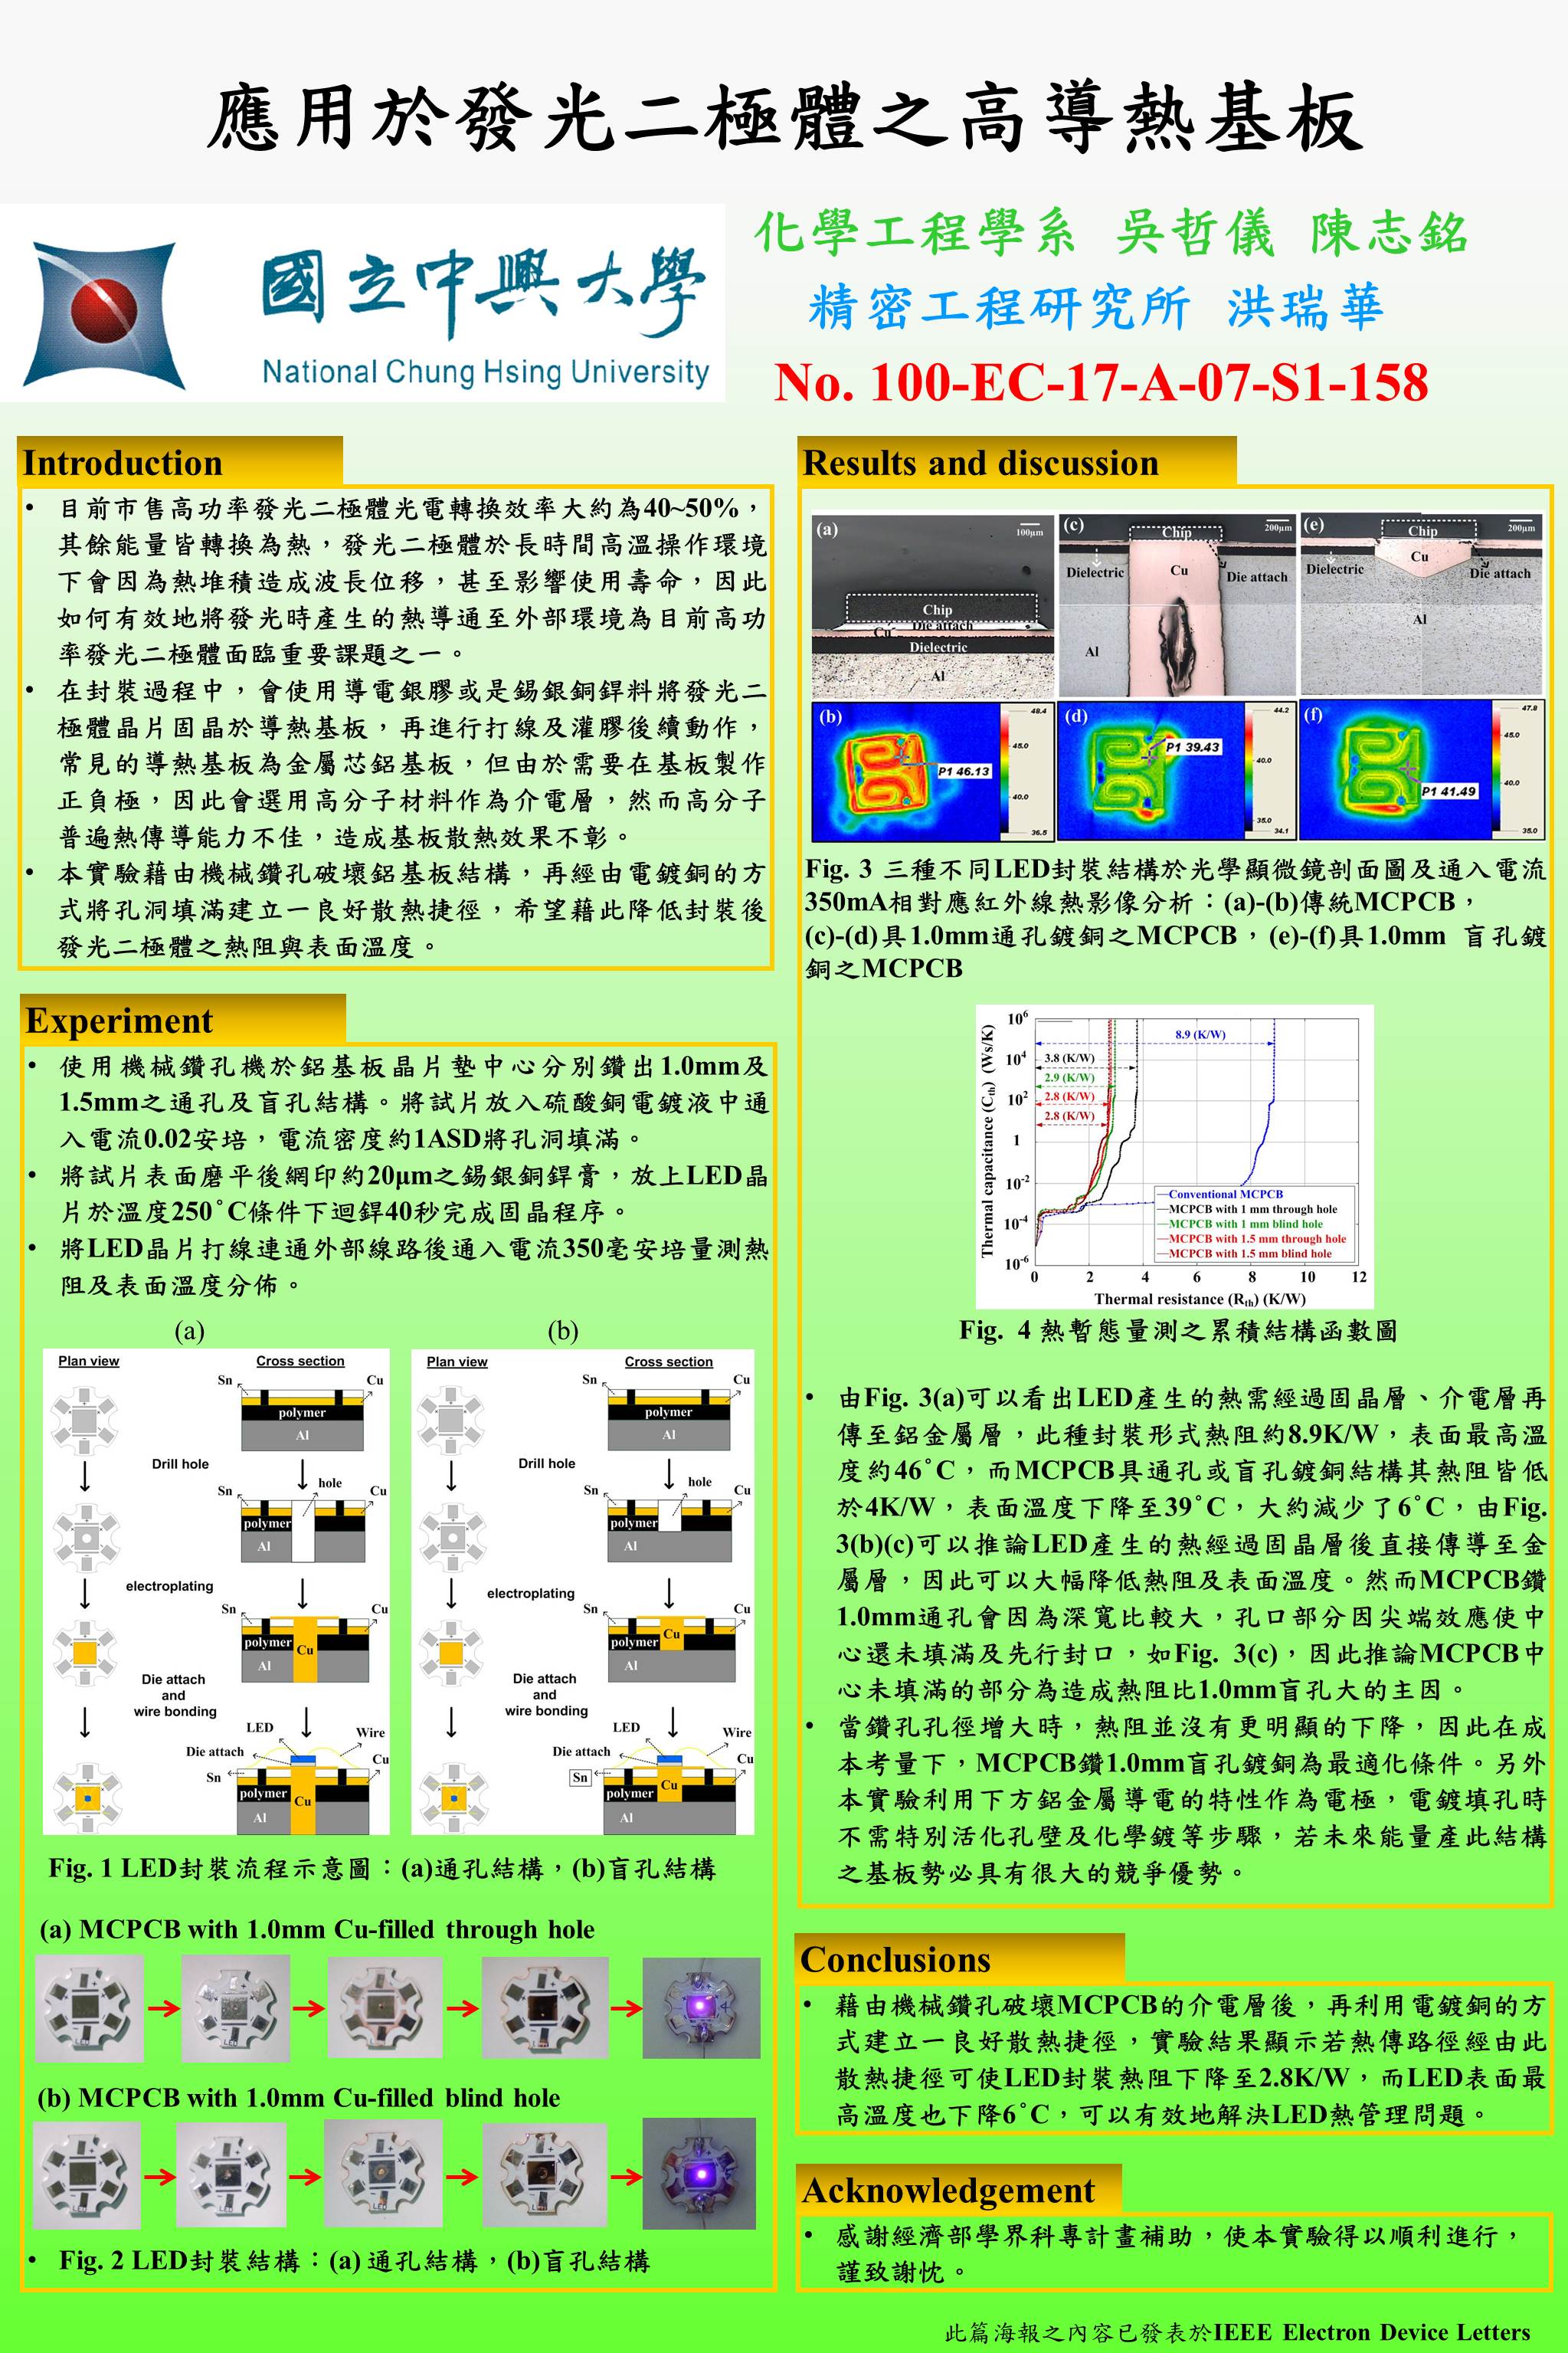 應用於發光二極體之高導熱基板
國立中興大學
National Chung Hsing University
化學工程學系 吳哲儀 陳志銘
精密工程研究所 洪瑞華
No. 100-EC-17-A-07-S1-158
Introduction
• 目前市售高功率發光二極體光電轉換效率大約為40~50%，
其餘能量皆轉換為熱，發光二極體於長時間高溫操作環境
下會因為熱堆積造成波長位移，甚至影響使用壽命，因此
如何有效地將發光時產生的熱導通至外部環境為目前高功
率發光二極體面臨重要課題之一。
• 在封裝過程中，會使用導電銀膠或是錫銀銅銲料將發光二
極體晶片固晶於導熱基板，再進行打線及灌膠後續動作，
常見的導熱基板為金屬芯鋁基板，但由於需要在基板製作
正負極，因此會選用高分子材料作為介電層，然而高分子
普遍熱傳導能力不佳，造成基板散熱效果不彰。
• 本實驗藉由機械鑽孔破壞鋁基板結構，再經由電鍍銅的方
式將孔洞填滿建立一良好散熱捷徑，希望藉此降低封裝後
發光二極體之熱阻與表面溫度。
Experiment
• 使用機械鑽孔機於鋁基板晶片墊中心分別鑽出1.0mm及
1.5mm之通孔及盲孔結構。將試片放入硫酸銅電鍍液中通
入電流0.02安培，電流密度約1ASD將孔洞填滿。
• 將試片表面磨平後網印約20μm之錫銀銅銲膏，放上LED晶
片於溫度250˚C條件下迴銲40秒完成固晶程序。
• 將LED晶片打線連通外部線路後通入電流350毫安培量測熱
阻及表面溫度分佈。
(a)
Plan view Cross section
Sn Cu
polymer
Al
Drill hole
hole
Sn Cu
polymer
Al
electroplating
Sn Cu
polymer Cu
Al
Die attach
and
wire bonding
LED Wire
Die attach Cu
Sn
polymer Cu
Al
(b)
Plan view Cross section
Sn Cu
polymer
Al
Drill hole
hole
Sn Cu
polymer
Al
electroplating
Sn Cu
polymer Cu
Al
Die attach
and
wire bonding
LED Wire
Die attach Cu
Sn
polymer Cu
Al
Fig. 1 LED封裝流程示意圖：(a)通孔結構，(b)盲孔結構
(a) MCPCB with 1.0mm Cu-filled through hole
(b) MCPCB with 1.0mm Cu-filled blind hole
• Fig. 2 LED封裝結構：(a) 通孔結構，(b)盲孔結構
Results and discussion
(a) 100μm
Chip
Die attach
Cu
Dielectric
Al
(c) 200μm
Chip
Dielectric Cu Die attach
Al
(e) 200μm
Chip
Cu
Dielectric Die attach
Al
(b) 48.4
45.0
P1 46.13
40.0
36.5
(d) 44.2
P1 39.43
40.0
35.0
34.1
(f) 47.8
45.0
40.0
P1 41.49
35.0
Fig. 3 三種不同LED封裝結構於光學顯微鏡剖面圖及通入電流
350mA相對應紅外線熱影像分析：(a)-(b)傳統MCPCB，
(c)-(d)具1.0mm通孔鍍銅之MCPCB，(e)-(f)具1.0mm 盲孔鍍
銅之MCPCB
Thermal capacitance (Cth) (Ws/K)
10^6
10^4
10^2
1
10^-2
10^-4
10^-6
8.9 (K/W)
3.8 (K/W)
2.9 (K/W)
2.8 (K/W)
2.8 (K/W)
Conventional MCPCB
MCPCB with 1 mm through hole
MCPCB with 1 mm blind hole
MCPCB with 1.5 mm through hole
MCPCB with 1.5 mm blind hole
0 2 4 6 8 10 12
Thermal resistance (Rth) (K/W)
Fig. 4 熱暫態量測之累積結構函數圖
• 由Fig. 3(a)可以看出LED產生的熱需經過固晶層、介電層再
傳至鋁金屬層，此種封裝形式熱阻約8.9K/W，表面最高溫
度約46˚C，而MCPCB具通孔或盲孔鍍銅結構其熱阻皆低
於4K/W，表面溫度下降至39˚C，大約減少了6˚C，由Fig.
3(b)(c)可以推論LED產生的熱經過固晶層後直接傳導至金
屬層，因此可以大幅降低熱阻及表面溫度。然而MCPCB鑽
1.0mm通孔會因為深寬比較大，孔口部分因尖端效應使中
心還未填滿及先行封口，如Fig. 3(c)，因此推論MCPCB中
心未填滿的部分為造成熱阻比1.0mm盲孔大的主因。
• 當鑽孔孔徑增大時，熱阻並沒有更明顯的下降，因此在成
本考量下，MCPCB鑽1.0mm盲孔鍍銅為最適化條件。另外
本實驗利用下方鋁金屬導電的特性作為電極，電鍍填孔時
不需特別活化孔壁及化學鍍等步驟，若未來能量產此結構
之基板勢必具有很大的競爭優勢。
Conclusions
• 藉由機械鑽孔破壞MCPCB的介電層後，再利用電鍍銅的方
式建立一良好散熱捷徑，實驗結果顯示若熱傳路徑經由此
散熱捷徑可使LED封裝熱阻下降至2.8K/W，而LED表面最
高溫度也下降6˚C，可以有效地解決LED熱管理問題。
Acknowledgement
• 感謝經濟部學界科專計畫補助，使本實驗得以順利進行，
謹致謝忱。
此篇海報之內容已發表於IEEE Electron Device Letters